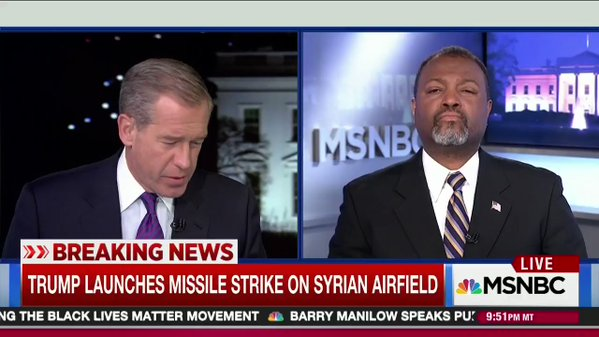 MSNBC
BREAKING NEWS
LIVE
TRUMP LAUNCHES MISSILE STRIKE ON SYRIAN AIRFIELD
MSNBC
ING THE BLACK LIVES MATTER MOVEMENT BARRY MANILOW SPEAKS
9:51PM MT